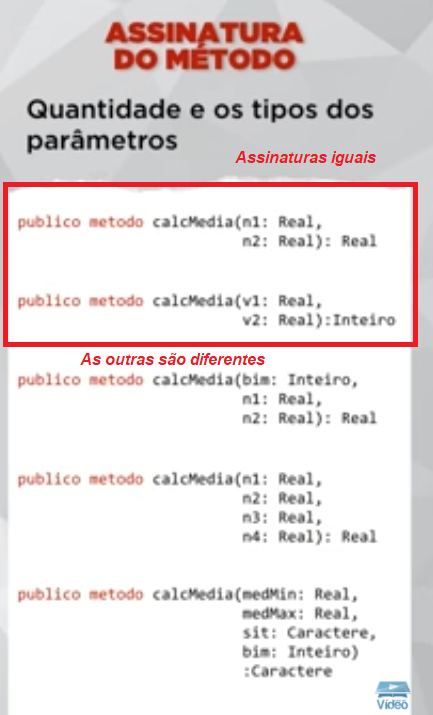 ASSINATURA
DO MÉTODO
Quantidade e os tipos dos
parâmetros
Assinaturas iguais
publico metodo calcMedia(n1: Real,
n2: Real): Real
publico metodo calcMedia(v1: Real,
v2: Real):Inteiro
As outras são diferentes
publico metodo calcMedia(bim: Inteiro,
n1: Real,
n2: Real): Real
publico metodo calcMedia(n1: Real,
n2: Real,
n3: Real,
n4: Real): Real
publico metodo calcMedia(medMin: Real,
medMax: Real,
sit: Caractere,
bim: Inteiro)
:Caractere
Vídeo